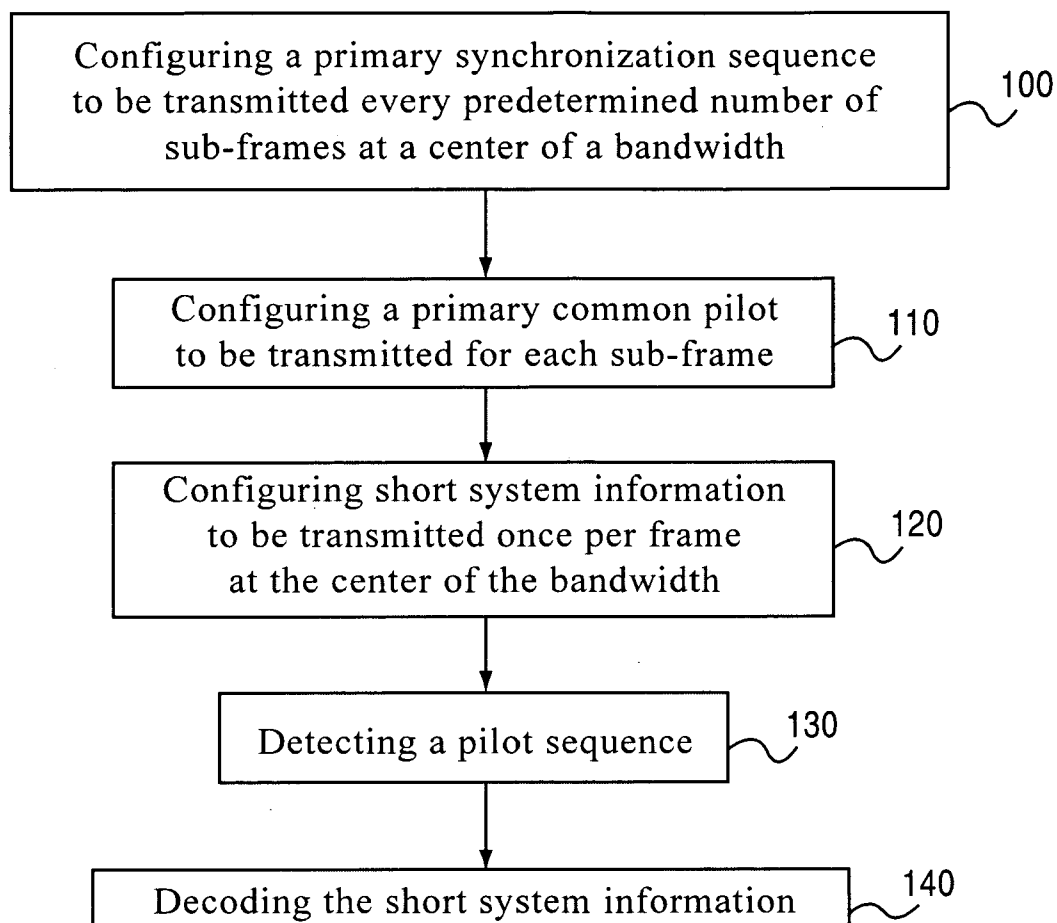 Configuring a primary synchronization sequence
to be transmitted every predetermined number of
sub-frames at a center of a bandwidth
100
Configuring a primary common pilot
to be transmitted for each sub-frame
110
Configuring short system information
to be transmitted once per frame
at the center of the bandwidth
120
Detecting a pilot sequence
130
Decoding the short system information
140